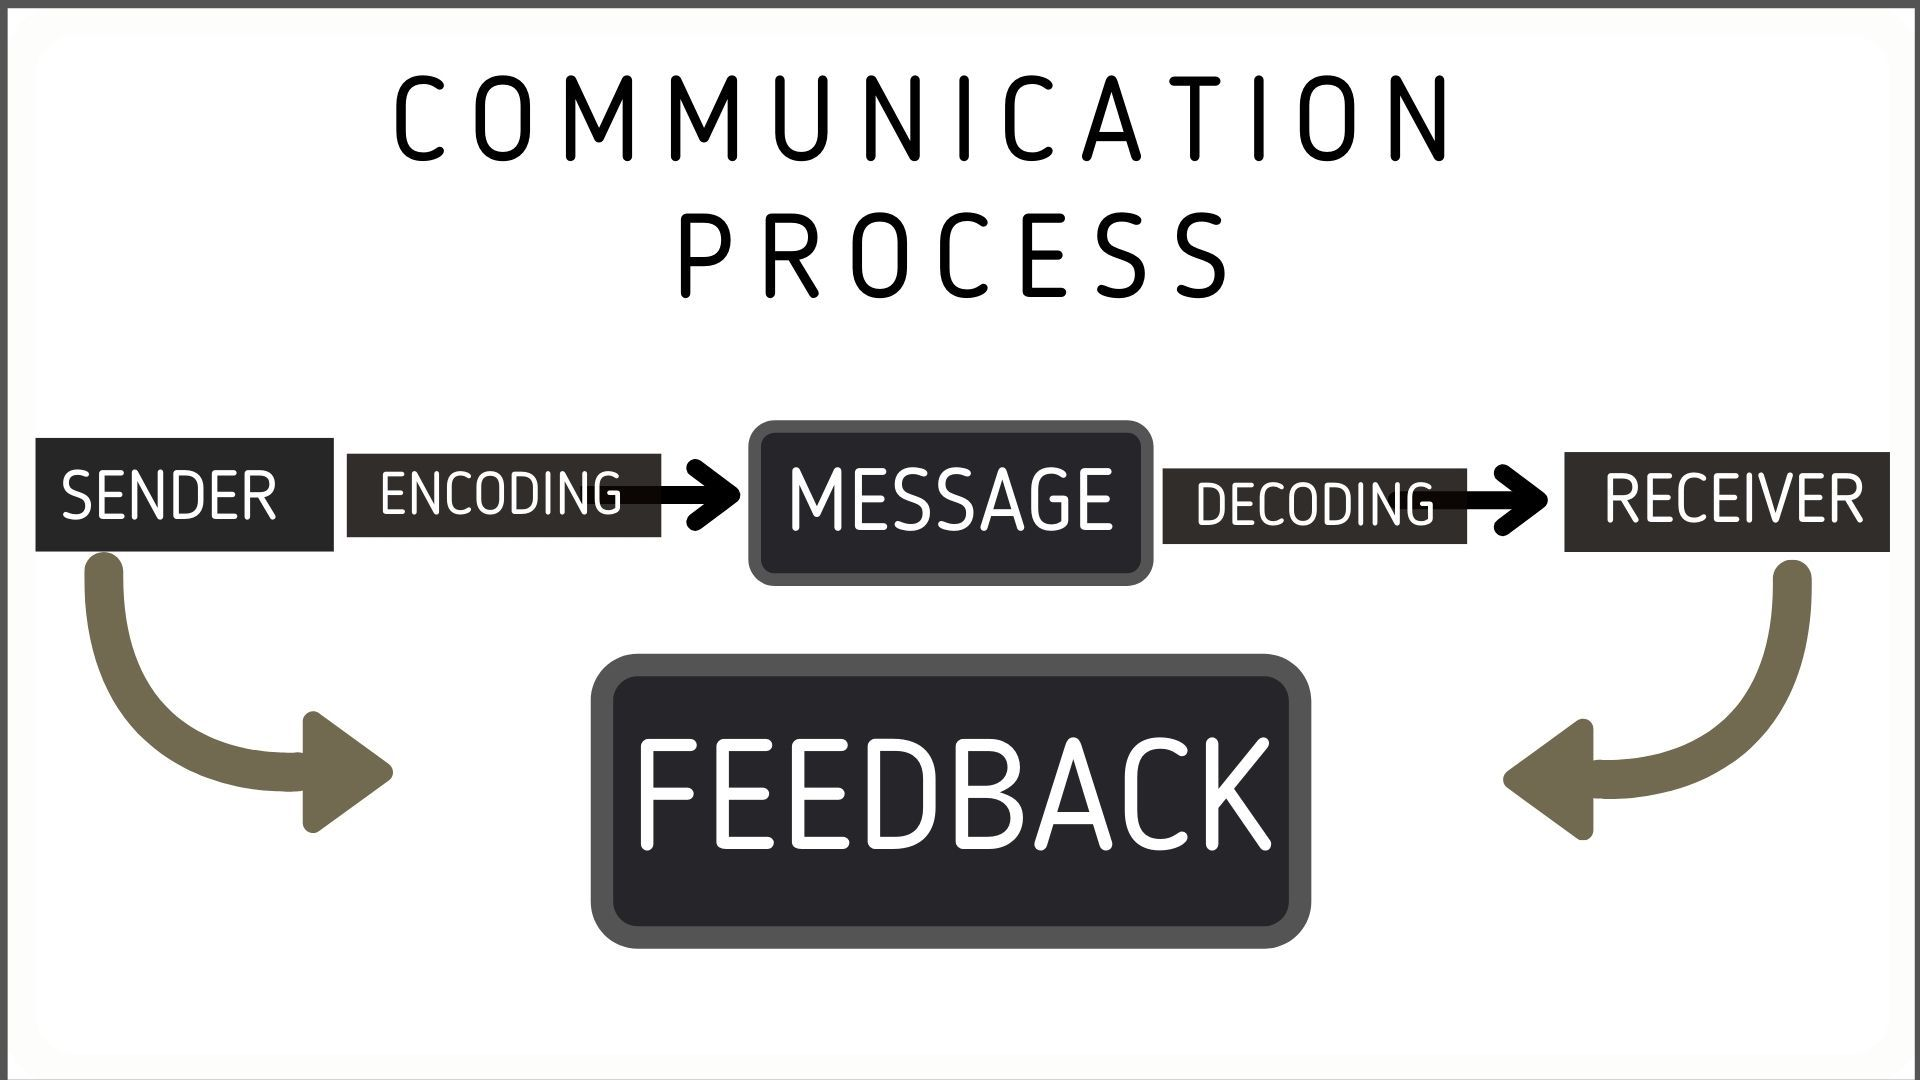 COMMUNICATION
PROCESS
SENDER ENCODING MESSAGE DECODING RECEIVER
FEEDBACK